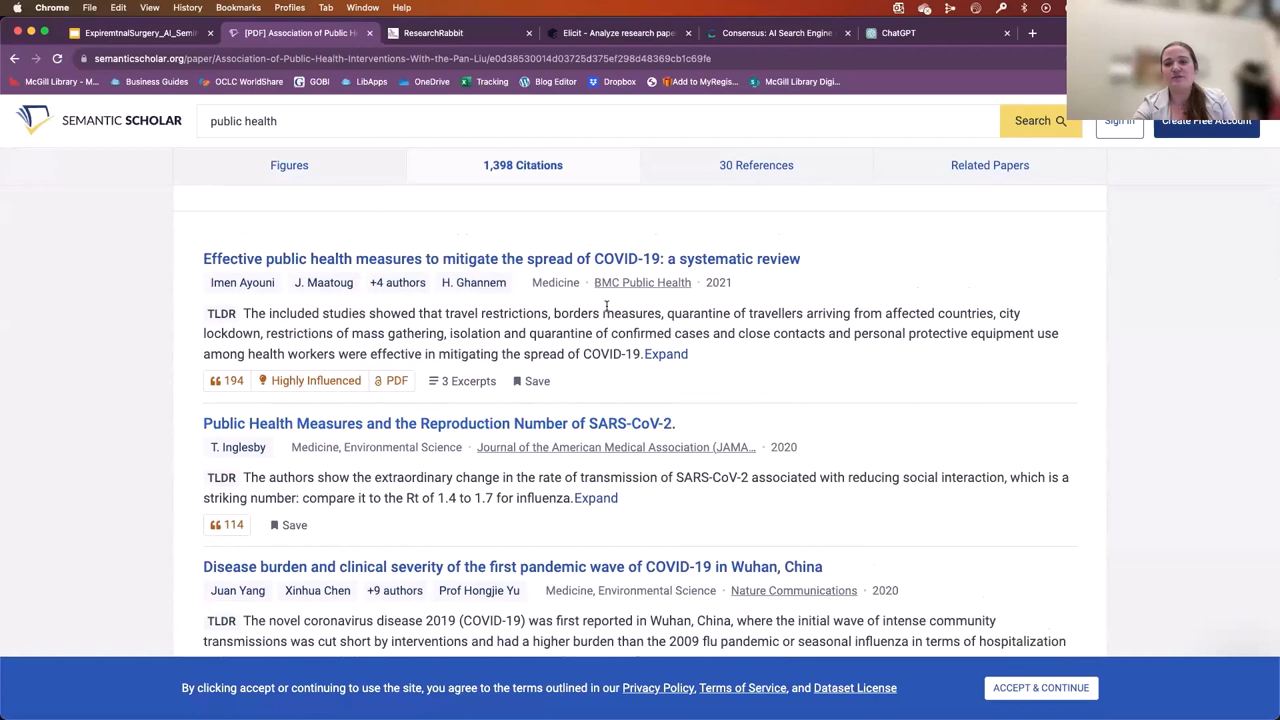 Chrome File Edit View History Bookmarks Profiles Tab Window Help
ExpiremtnalSurgery_AI_Semi × [PDF] Association of Public H × ResearchRabbit × Elicit - Analyze research pape × Consensus: AI Search Engine × ChatGPT × +
semanticscholar.org/paper/Association-of-Public-Health-Interventions-With-the-Pan-Liu/e0d38530014d03725d375ef298d48369cb1c69fe
McGill Library – M... Business Guides OCLC WorldShare GOBI LibApps OneDrive Tracking Blog Editor Dropbox Add to MyRegis... McGill Library Digi...
SEMANTIC SCHOLAR public health Search Sign In Create Free Account
Figures 1,398 Citations 30 References Related Papers
Effective public health measures to mitigate the spread of COVID-19: a systematic review
Imen Ayouni J. Maatoug +4 authors H. Ghannem Medicine · BMC Public Health · 2021
TLDR The included studies showed that travel restrictions, borders measures, quarantine of travellers arriving from affected countries, city
lockdown, restrictions of mass gathering, isolation and quarantine of confirmed cases and close contacts and personal protective equipment use
among health workers were effective in mitigating the spread of COVID-19. Expand
194 Highly Influenced PDF 3 Excerpts Save
Public Health Measures and the Reproduction Number of SARS-CoV-2.
T. Inglesby Medicine, Environmental Science · Journal of the American Medical Association (JAMA... · 2020
TLDR The authors show the extraordinary change in the rate of transmission of SARS-CoV-2 associated with reducing social interaction, which is a
striking number: compare it to the Rt of 1.4 to 1.7 for influenza. Expand
114 Save
Disease burden and clinical severity of the first pandemic wave of COVID-19 in Wuhan, China
Juan Yang Xinhua Chen +9 authors Prof Hongjie Yu Medicine, Environmental Science · Nature Communications · 2020
TLDR The novel coronavirus disease 2019 (COVID-19) was first reported in Wuhan, China, where the initial wave of intense community
transmissions was cut short by interventions and had a higher burden than the 2009 flu pandemic or seasonal influenza in terms of hospitalization
By clicking accept or continuing to use the site, you agree to the terms outlined in our Privacy Policy, Terms of Service, and Dataset License ACCEPT & CONTINUE